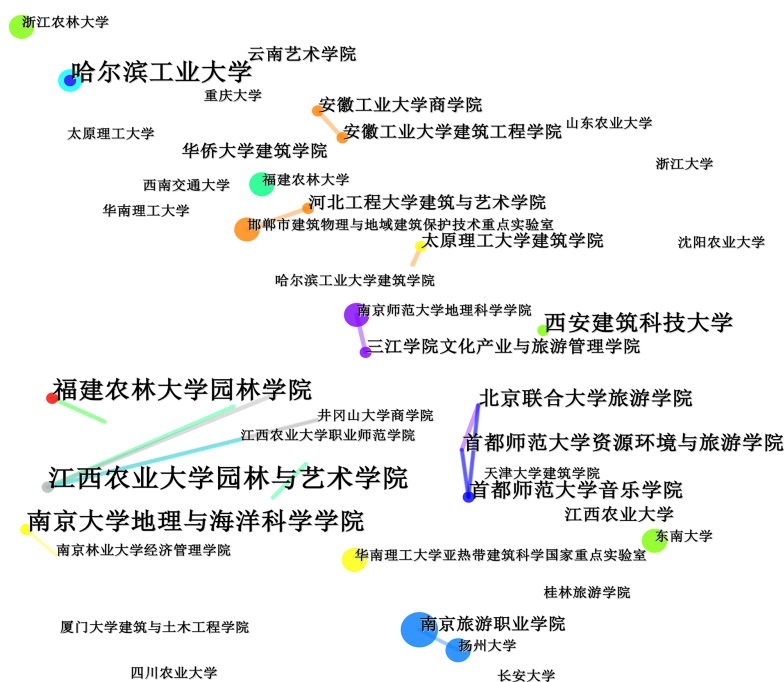 浙江农林大学
云南艺术学院
哈尔滨工业大学
重庆大学
安徽工业大学商学院
山东农业大学
安徽工业大学建筑工程学院
太原理工大学
华侨大学建筑学院
浙江大学
西南交通大学
福建农林大学
河北工程大学建筑与艺术学院
华南理工大学
邯郸市建筑物理与地域建筑保护技术重点实验室
太原理工大学建筑学院
沈阳农业大学
哈尔滨工业大学建筑学院
南京师范大学地理科学学院
西安建筑科技大学
三江学院文化产业与旅游管理学院
福建农林大学园林学院
北京联合大学旅游学院
井冈山大学商学院
江西农业大学职业师范学院
首都师范大学资源环境与旅游学院
天津大学建筑学院
江西农业大学园林与艺术学院
首都师范大学音乐学院
江西农业大学
南京大学地理与海洋科学学院
东南大学
南京林业大学经济管理学院
华南理工大学亚热带建筑科学国家重点实验室
桂林旅游学院
厦门大学建筑与土木工程学院
南京旅游职业学院
扬州大学
四川农业大学
长安大学